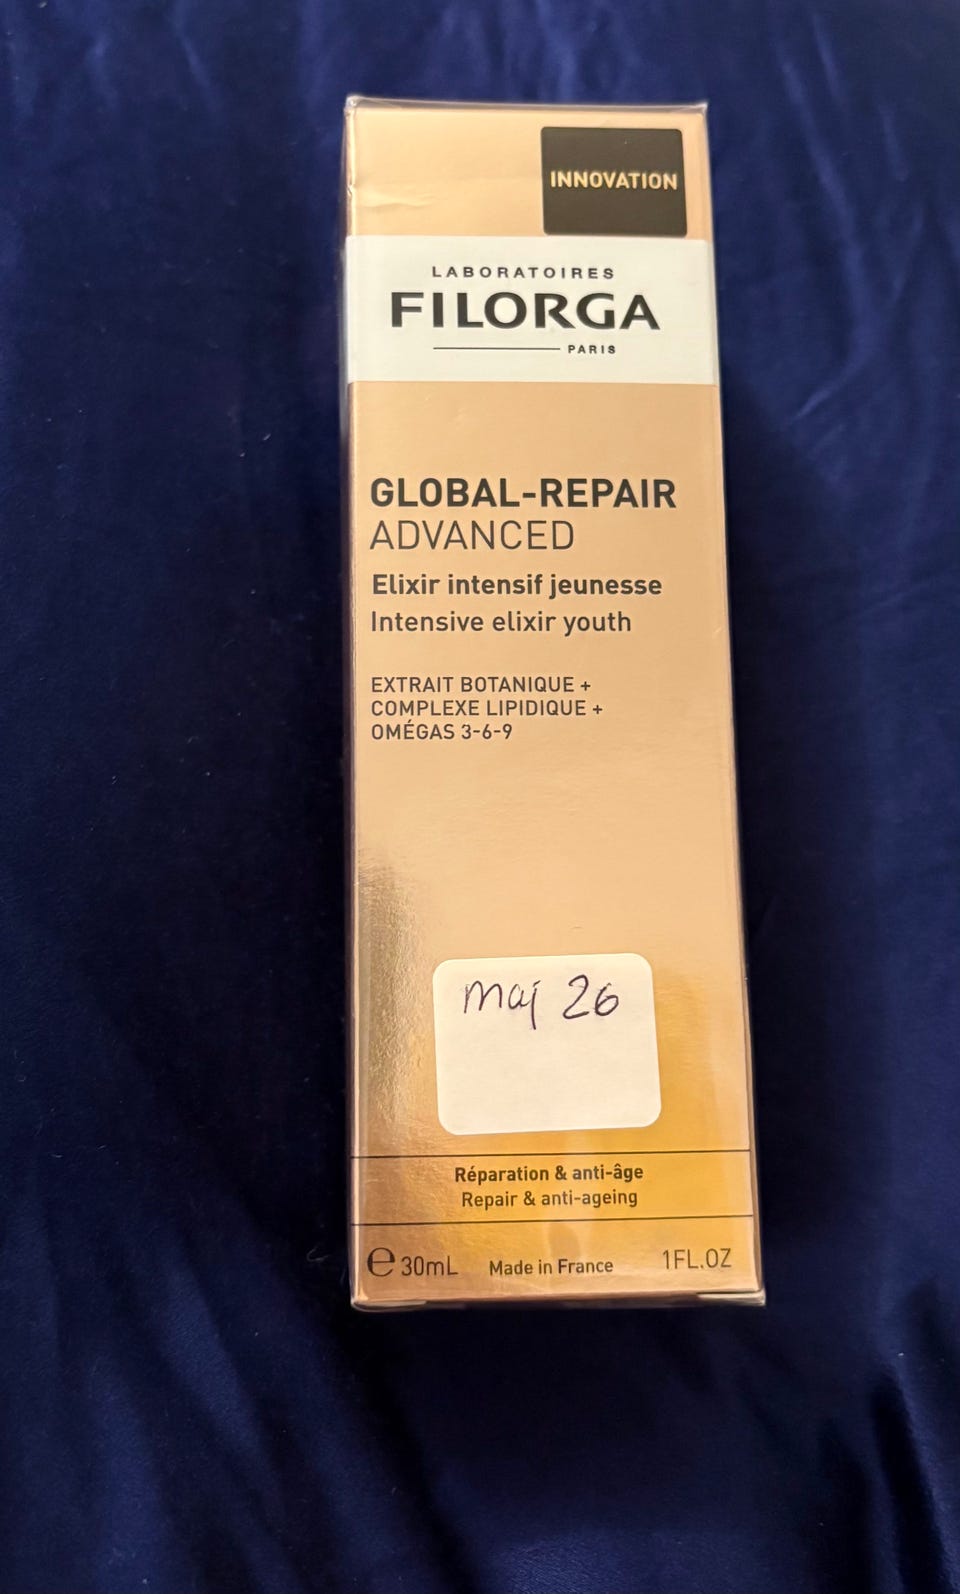 INNOVATION
LABORATOIRES
FILORGA
PARIS
GLOBAL-REPAIR
ADVANCED
Elixir intensif jeunesse
Intensive elixir youth
EXTRAIT BOTANIQUE +
COMPLEXE LIPIDIQUE +
OMÉGAS 3-6-9
maj 26
Réparation & anti-âge
Repair & anti-ageing
℮ 30mL Made in France 1FL.OZ